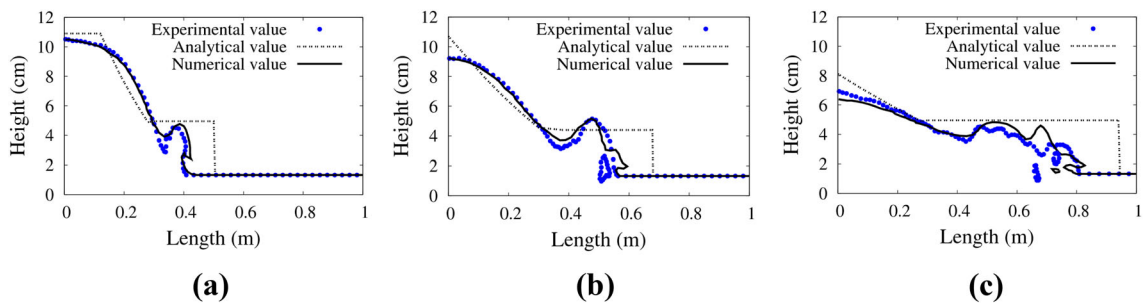 12
10
8
6
4
2
0
Height (cm)
Experimental value
Analytical value
Numerical value
0 0.2 0.4 0.6 0.8 1
Length (m)
(a)
12
10
8
6
4
2
0
Height (cm)
Experimental value
Analytical value
Numerical value
0 0.2 0.4 0.6 0.8 1
Length (m)
(b)
12
10
8
6
4
2
0
Height (cm)
Experimental value
Analytical value
Numerical value
0 0.2 0.4 0.6 0.8 1
Length (m)
(c)